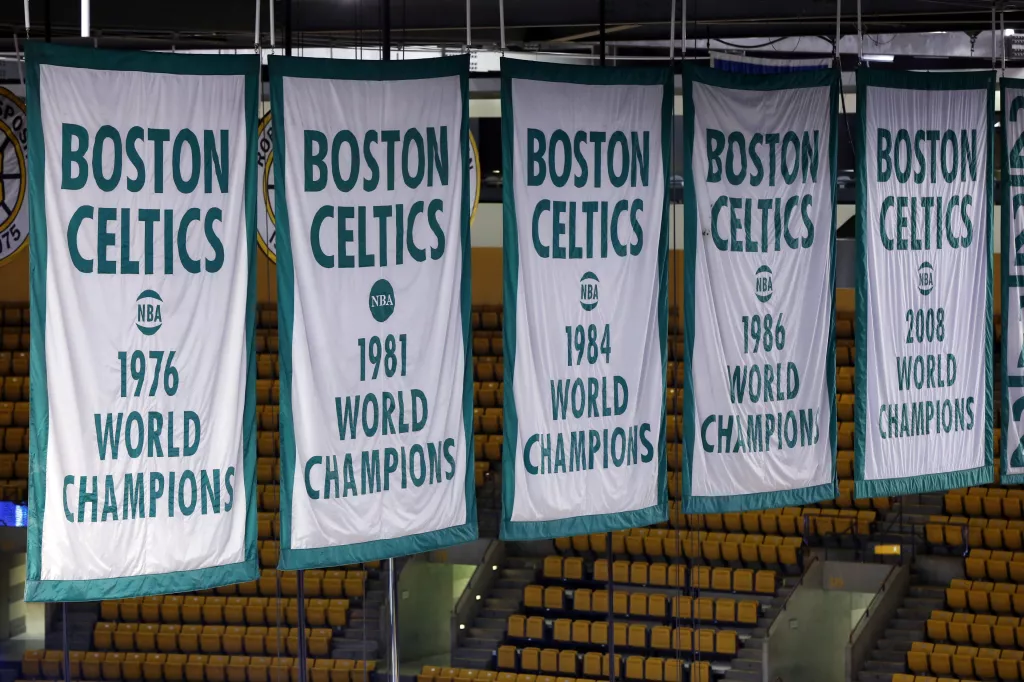 BOSTON
CELTICS
NBA
1976
WORLD
CHAMPIONS
BOSTON
CELTICS
NBA
1981
WORLD
CHAMPIONS
BOSTON
CELTICS
NBA
1984
WORLD
CHAMPIONS
BOSTON
CELTICS
NBA
1986
WORLD
CHAMPIONS
BOSTON
CELTICS
NBA
2008
WORLD
CHAMPIONS